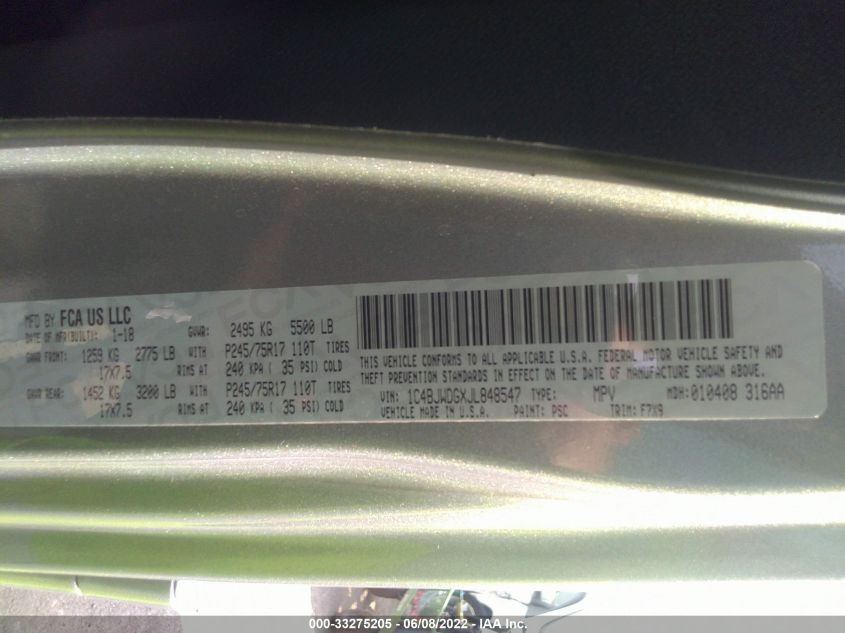 MFD BY FCA US LLC
DATE OF MFR(BUILT): 1-18 GVWR: 2495 KG 5500 LB
GAWR FRONT: 1259 KG 2775 LB WITH P245/75R17 110T TIRES
17X7.5 RIMS AT 240 KPA ( 35 PSI) COLD
GAWR REAR: 1452 KG 3200 LB WITH P245/75R17 110T TIRES
17X7.5 RIMS AT 240 KPA ( 35 PSI) COLD
THIS VEHICLE CONFORMS TO ALL APPLICABLE U.S.A. FEDERAL MOTOR VEHICLE SAFETY AND
THEFT PREVENTION STANDARDS IN EFFECT ON THE DATE OF MANUFACTURE SHOWN ABOVE.
VIN: 1C4BJWDGXJL848547 TYPE: MPV MDH: 010408 316AA
VEHICLE MADE IN U.S.A. PAINT: PSC TRIM: F7X9
000-33275205 - 06/08/2022 - IAA Inc.